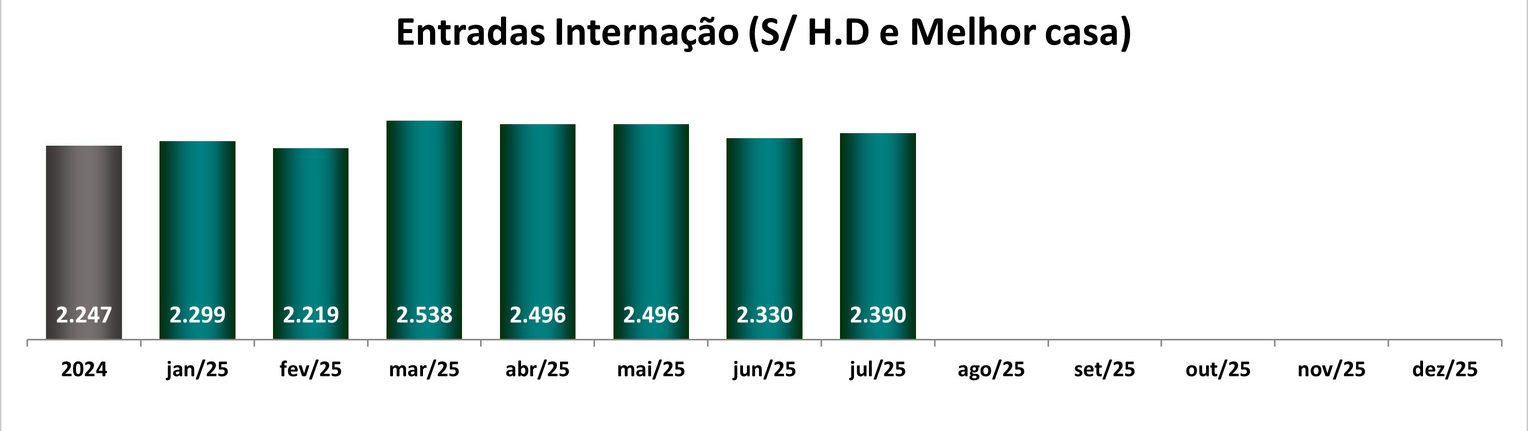 Entradas Internação (S/ H.D e Melhor casa)
2.247 2.299 2.219 2.538 2.496 2.496 2.330 2.390
2024 jan/25 fev/25 mar/25 abr/25 mai/25 jun/25 jul/25 ago/25 set/25 out/25 nov/25 dez/25